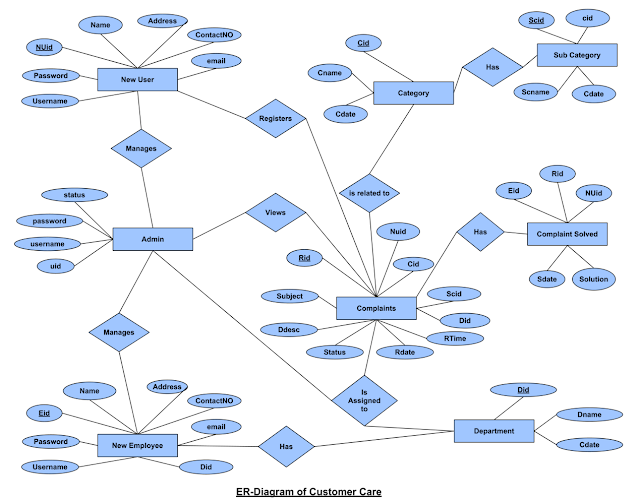 Name
Address
ContactNO
NUid
email
Password
Username
New User
Scid
cid
Sub Category
Has
Scname
Cdate
Cid
Cname
Category
Cdate
Registers
Manages
is related to
status
password
username
uid
Admin
Views
Eid
Rid
NUid
Has
Complaint Solved
Sdate
Solution
Nuid
Rid
Cid
Subject
Scid
Complaints
Ddesc
Did
Status
Rdate
RTime
Manages
Is
Assigned
to
Name
Address
ContactNO
Eid
email
Password
New Employee
Username
Did
Has
Did
Dname
Department
Cdate
ER-Diagram of Customer Care